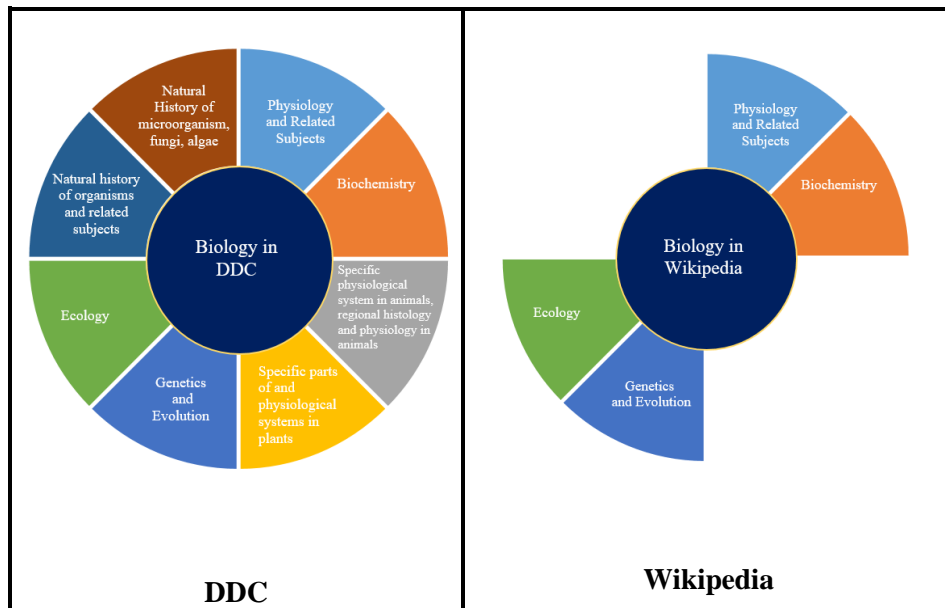 Natural
History of
microorganism,
fungi, algae
Physiology
and Related
Subjects
Biochemistry
Specific
physiological
system in animals,
regional histology
and physiology in
animals
Specific parts
of and
physiological
systems in
plants
Genetics
and
Evolution
Ecology
Natural history
of organisms
and related
subjects
Biology in
DDC
DDC
Physiology
and Related
Subjects
Biochemistry
Genetics
and Evolution
Ecology
Biology in
Wikipedia
Wikipedia